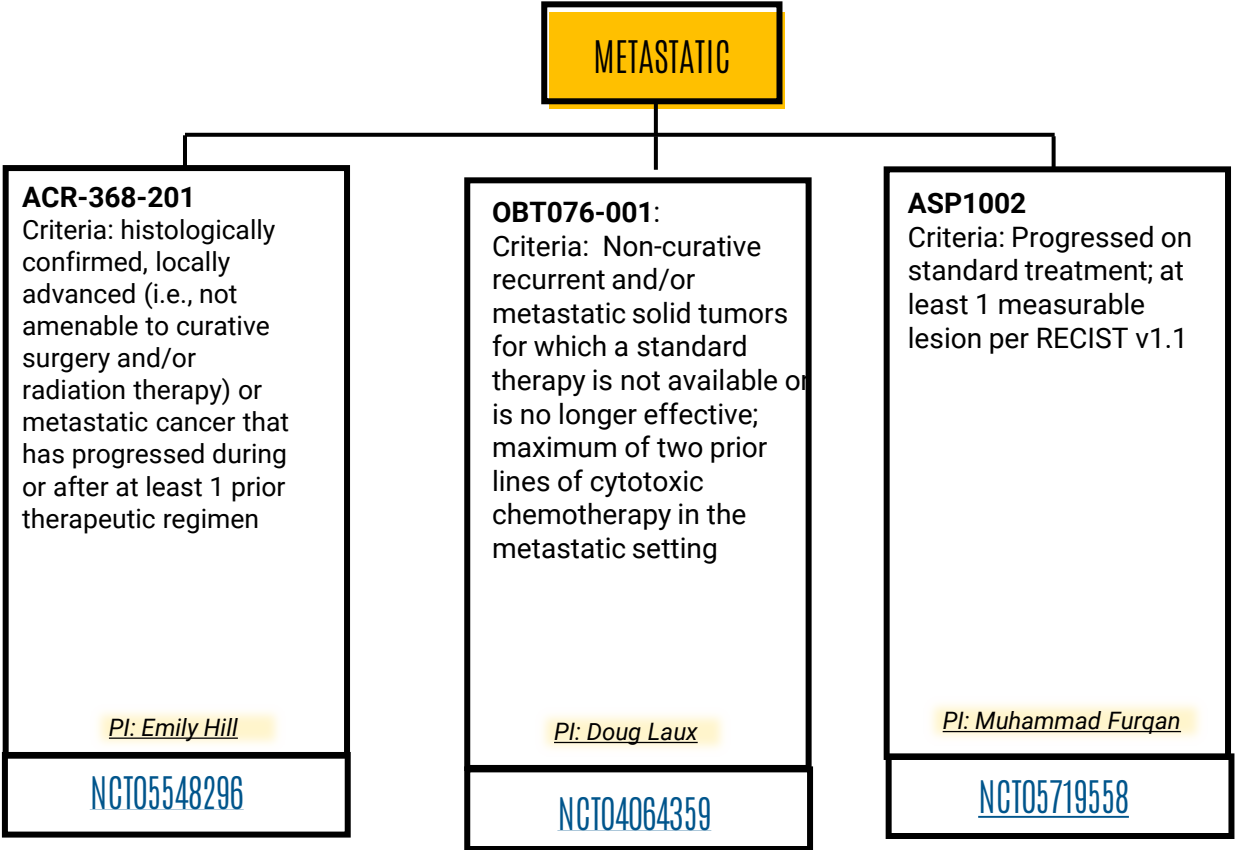 METASTATIC
ACR-368-201
Criteria: histologically
confirmed, locally
advanced (i.e., not
amenable to curative
surgery and/or
radiation therapy) or
metastatic cancer that
has progressed during
or after at least 1 prior
therapeutic regimen
PI: Emily Hill
NCT05548296
OBT076-001:
Criteria:  Non-curative
recurrent and/or
metastatic solid tumors
for which a standard
therapy is not available or
is no longer effective;
maximum of two prior
lines of cytotoxic
chemotherapy in the
metastatic setting
PI: Doug Laux
NCT04064359
ASP1002
Criteria: Progressed on
standard treatment; at
least 1 measurable
lesion per RECIST v1.1
PI: Muhammad Furqan
NCT05719558